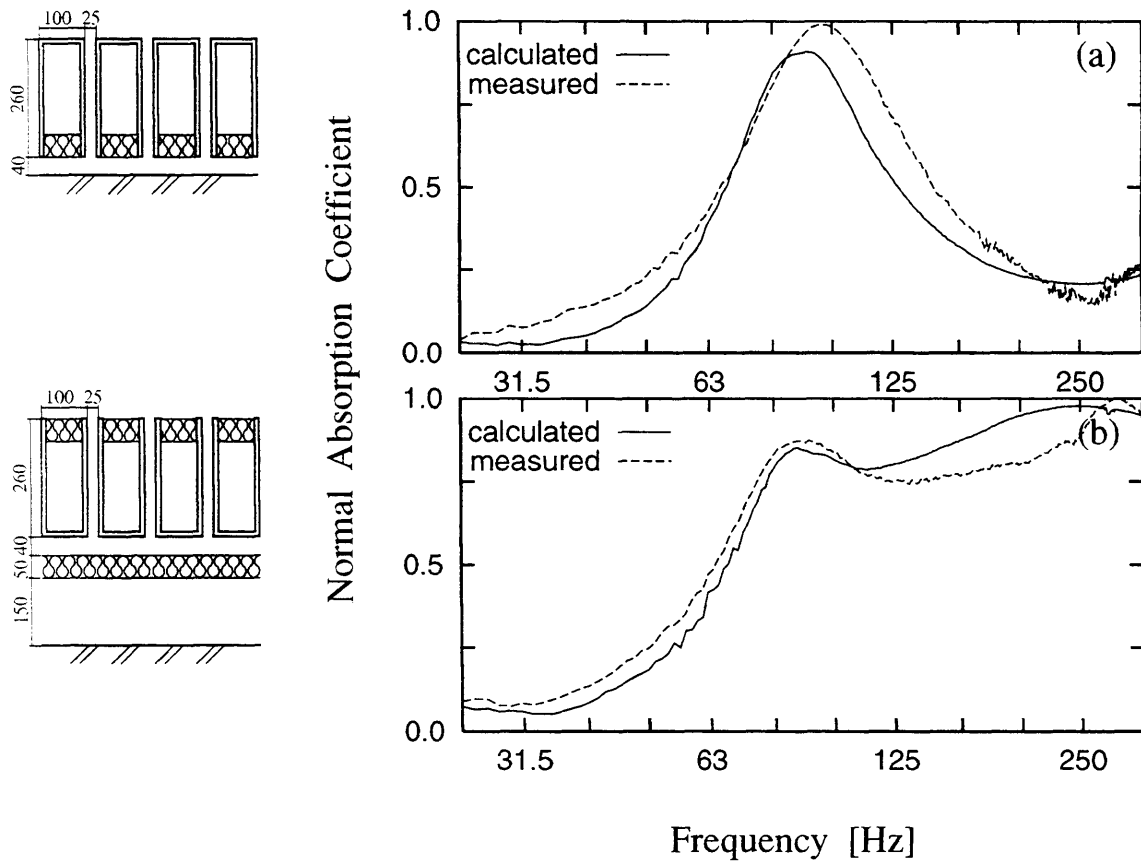 100 25
260
40
Normal Absorption Coefficient
1.0
0.5
0.0
calculated
measured
(a)
31.5 63 125 250
100 25
260
40
50
150
1.0
0.5
0.0
calculated
measured
(b)
31.5 63 125 250
Frequency [Hz]